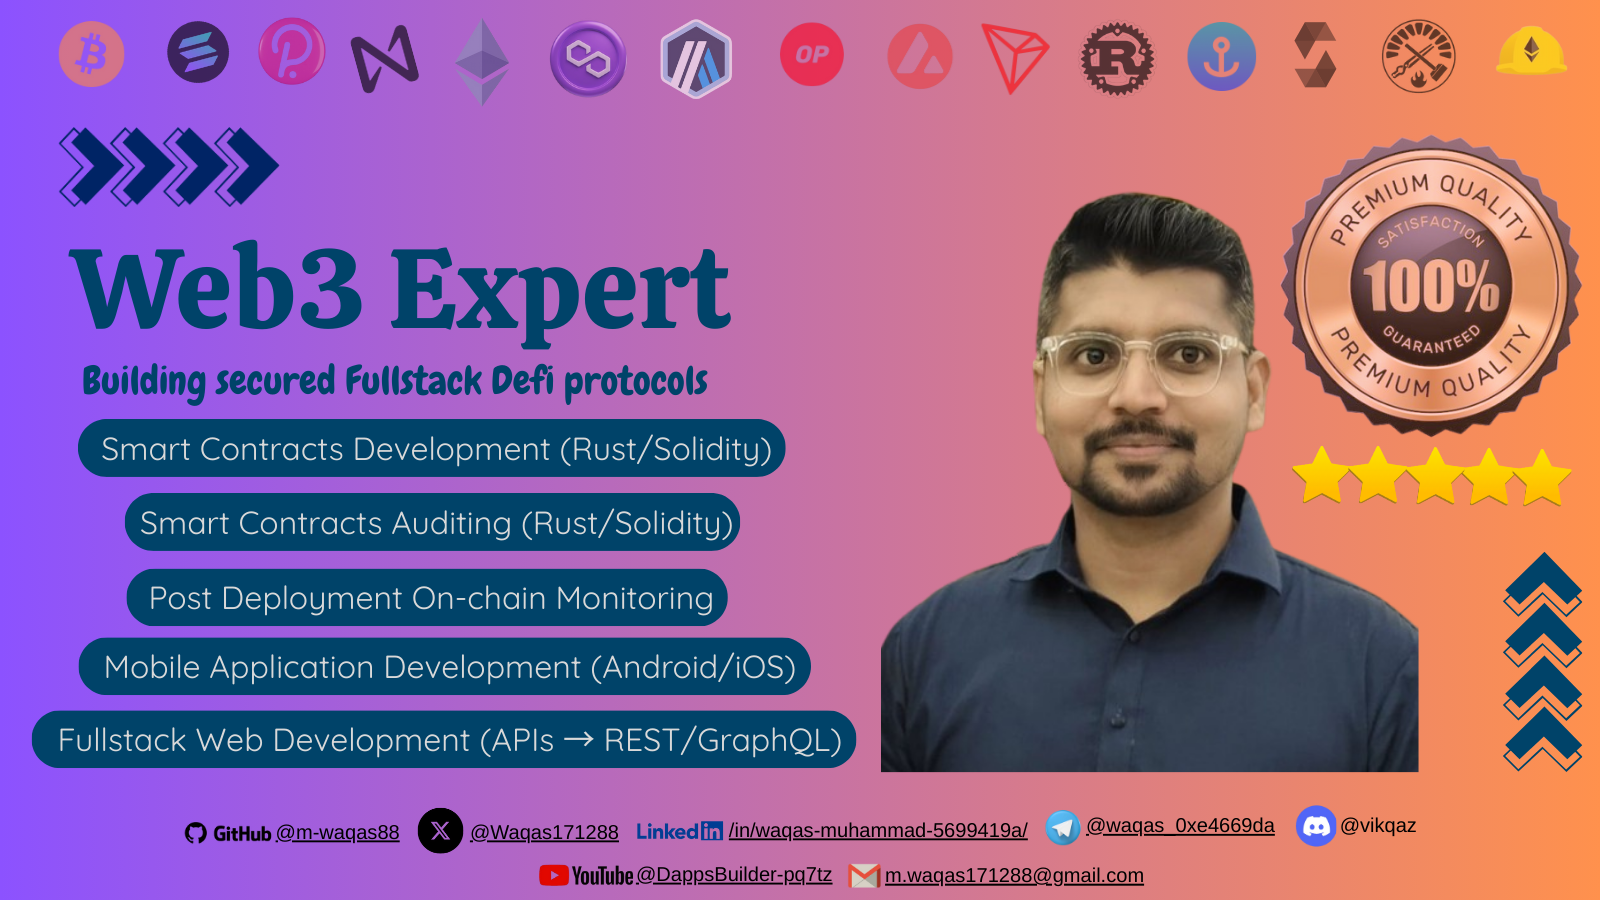 OP
R
PREMIUM QUALITY
SATISFACTION
100%
GUARANTEED
PREMIUM QUALITY
Web3 Expert
Building secured Fullstack Defi protocols
Smart Contracts Development (Rust/Solidity)
Smart Contracts Auditing (Rust/Solidity)
Post Deployment On-chain Monitoring
Mobile Application Development (Android/iOS)
Fullstack Web Development (APIs → REST/GraphQL)
GitHub @m-waqas88 X @Waqas171288 Linkedin /in/waqas-muhammad-5699419a/ @waqas_0xe4669da @vikqaz
YouTube @DappsBuilder-pq7tz m.waqas171288@gmail.com